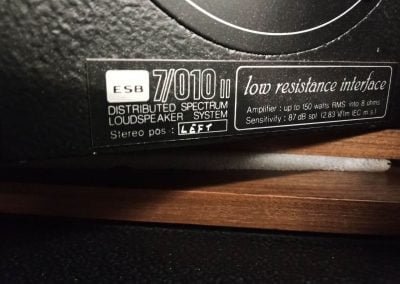 ESB 7/010 II
DISTRIBUTED SPECTRUM
LOUDSPEAKER SYSTEM
Stereo pos : LEFT
low resistance interface
Amplifier : up to 150 watts RMS into 8 ohms
Sensitivity : 87 dB spl (2.83 V/1m IEC m s)